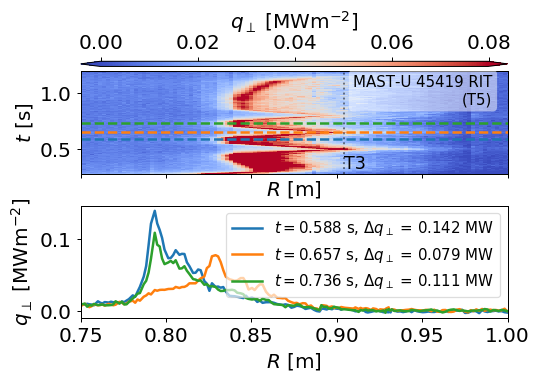 q⊥ [MWm⁻²]
0.00 0.02 0.04 0.06 0.08
MAST-U 45419 RIT
(T5)
1.0
0.5
t [s]
T3
R [m]
q⊥ [MWm⁻²]
0.1
0.0
t = 0.588 s, Δq⊥ = 0.142 MW
t = 0.657 s, Δq⊥ = 0.079 MW
t = 0.736 s, Δq⊥ = 0.111 MW
0.75 0.80 0.85 0.90 0.95 1.00
R [m]